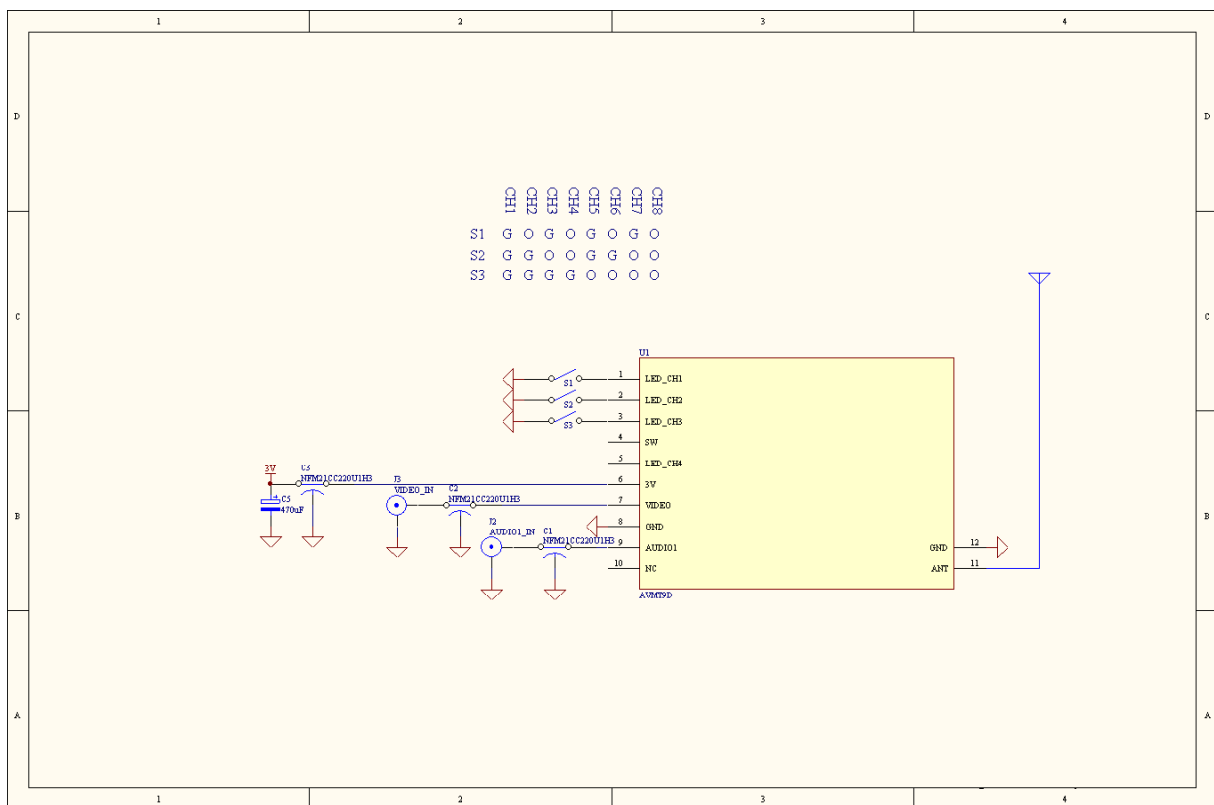 1 2 3 4
D D
CH1 CH2 CH3 CH4 CH5 CH6 CH7 CH8
S1 G O G O G O G O
S2 G G O O G G O O
S3 G G G G O O O O
C C
U1
S1 1 LED_CH1
S2 2 LED_CH2
S3 3 LED_CH3
4 SW
5 LED_CH4
3V C3 NFM21CC220U1H3 6 3V
C5
470uF
J3 VIDEO_IN C2 NFM21CC220U1H3 7 VIDEO
B B
8 GND
J2 AUDIO1_IN C1 NFM21CC220U1H3 9 AUDIO1 GND 12
10 NC ANT 11
AVMT9D
A A
1 2 3 4